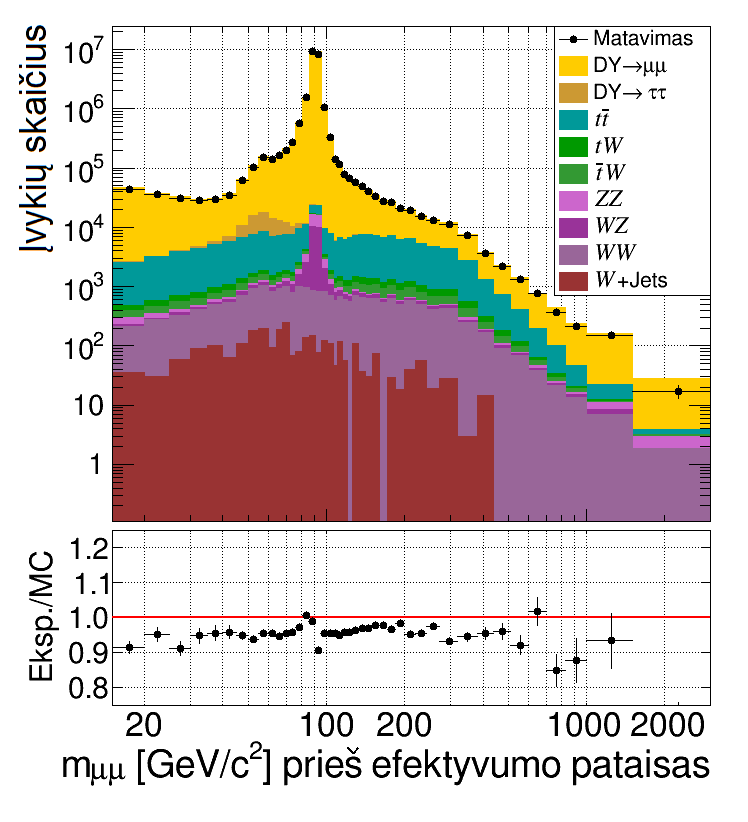 Įvykių skaičius
10⁷
10⁶
10⁵
10⁴
10³
10²
10
1
Matavimas
DY→μμ
DY→ ττ
tt̄
tW
t̄W
ZZ
WZ
WW
W+Jets
Eksp./MC
1.2
1.1
1.0
0.9
0.8
20 100 200 1000 2000
mμμ [GeV/c²] prieš efektyvumo pataisas